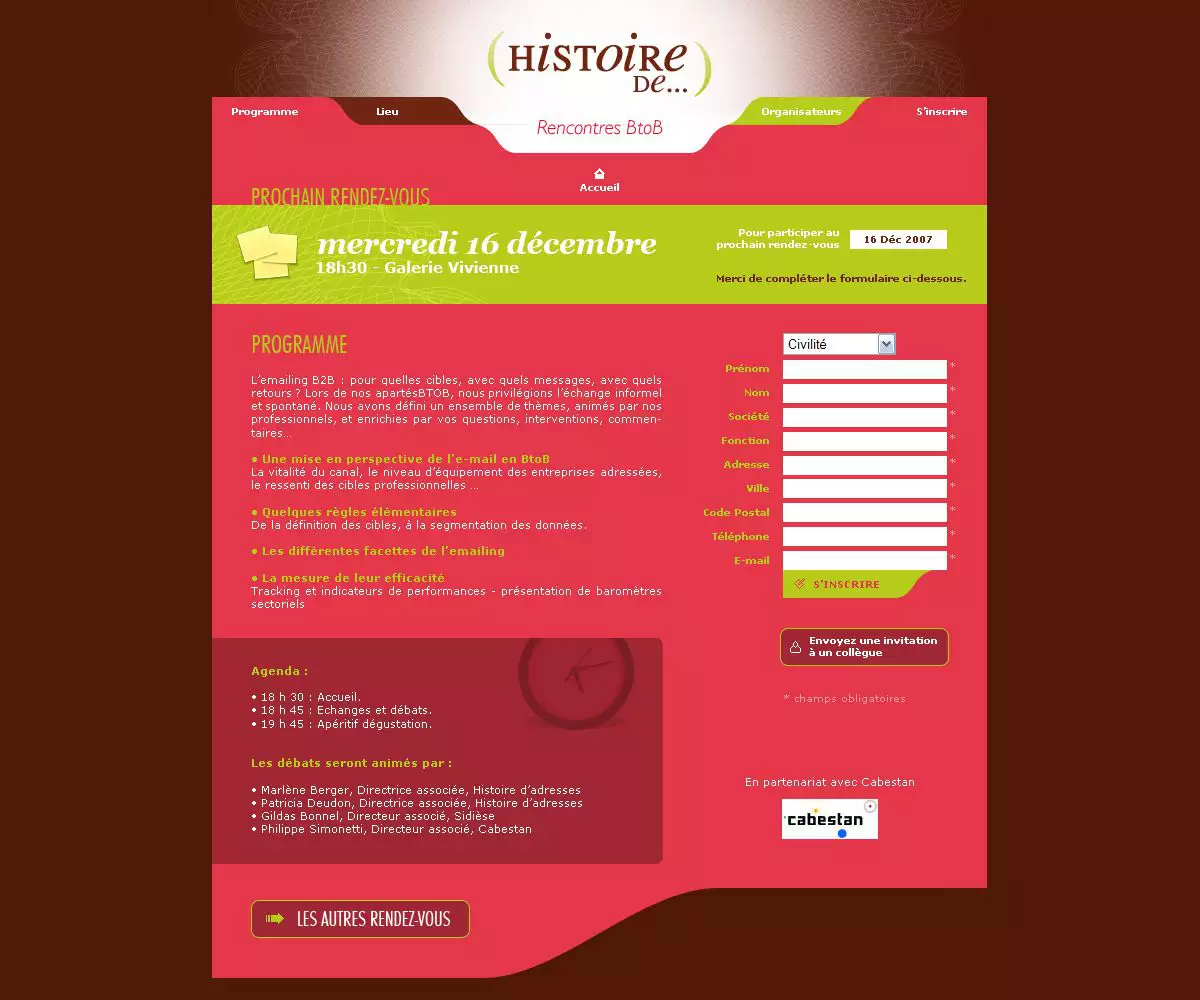 HiSTOiRe
De...
Programme
Lieu
Organisateurs
S'inscrire
Rencontres BtoB
Accueil
PROCHAIN RENDEZ-VOUS
mercredi 16 décembre
18h30 - Galerie Vivienne
Pour participer au
prochain rendez-vous
16 Déc 2007
Merci de compléter le formulaire ci-dessous.
PROGRAMME
L'emailing B2B : pour quelles cibles, avec quels messages, avec quels
retours ? Lors de nos apartésBTOB, nous privilégions l'échange informel
et spontané. Nous avons défini un ensemble de thèmes, animés par nos
professionnels, et enrichies par vos questions, interventions, commen-
taires...
• Une mise en perspective de l'e-mail en BtoB
La vitalité du canal, le niveau d'équipement des entreprises adressées,
le ressenti des cibles professionnelles ...
• Quelques règles élémentaires
De la définition des cibles, à la segmentation des données.
• Les différentes facettes de l'emailing
• La mesure de leur efficacité
Tracking et indicateurs de performances - présentation de baromètres
sectoriels
Civilité
Prénom *
Nom *
Société *
Fonction *
Adresse *
Ville *
Code Postal *
Téléphone *
E-mail *
S'INSCRIRE
Envoyez une invitation
à un collègue
* champs obligatoires
Agenda :
• 18 h 30 : Accueil.
• 18 h 45 : Echanges et débats.
• 19 h 45 : Apéritif dégustation.
Les débats seront animés par :
• Marlène Berger, Directrice associée, Histoire d'adresses
• Patricia Deudon, Directrice associée, Histoire d'adresses
• Gildas Bonnel, Directeur associé, Sidièse
• Philippe Simonetti, Directeur associé, Cabestan
En partenariat avec Cabestan
cabestan
LES AUTRES RENDEZ-VOUS